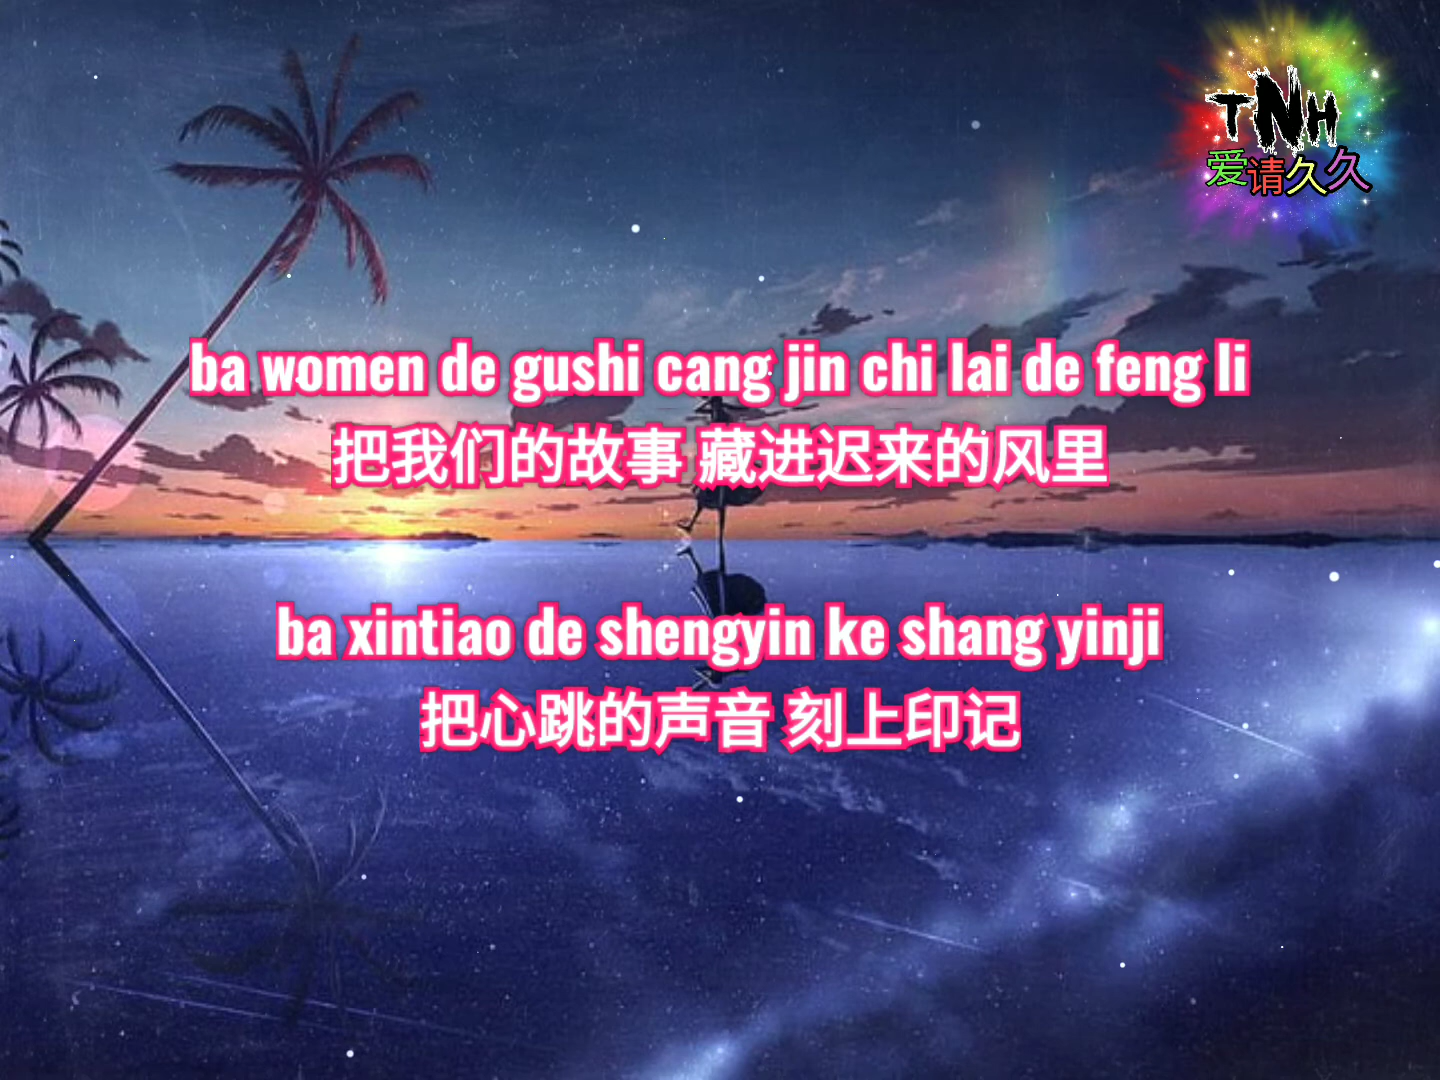 TNH
爱请久久
ba women de gushi cang jin chi lai de feng li
把我们的故事 藏进迟来的风里
ba xintiao de shengyin ke shang yinji
把心跳的声音 刻上印记